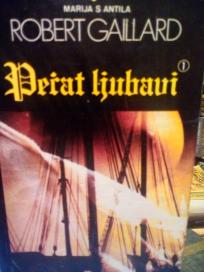 MARIJA S ANTILA
ROBERT GAILLARD
Pečat ljubavi
1